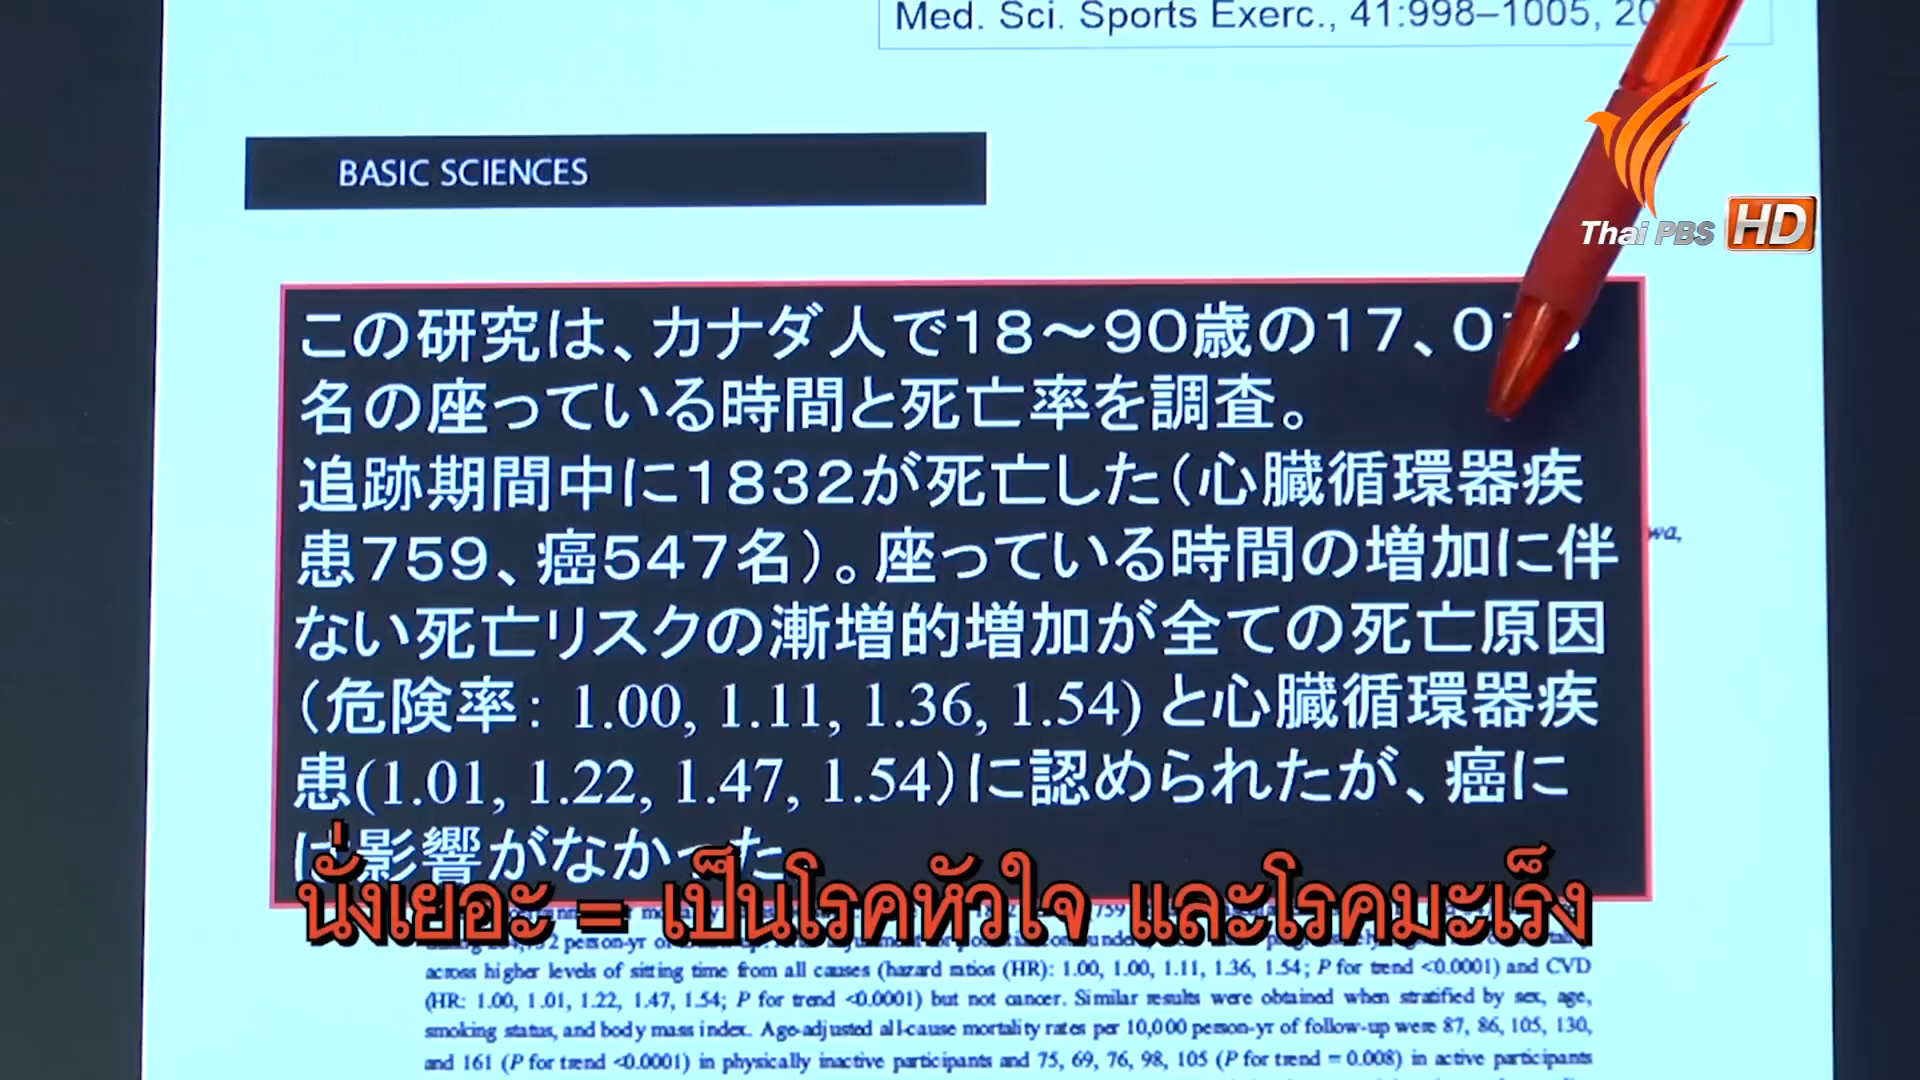 Med. Sci. Sports Exerc., 41:998–1005, 20
Thai PBS HD
BASIC SCIENCES
この研究は、カナダ人で18～90歳の17、0
名の座っている時間と死亡率を調査。
追跡期間中に1832が死亡した（心臓循環器疾
患759、癌547名）。座っている時間の増加に伴
ない死亡リスクの漸増的増加が全ての死亡原因
（危険率：1.00, 1.11, 1.36, 1.54) と心臓循環器疾
患(1.01, 1.22, 1.47, 1.54）に認められたが、癌に
は影響がなかった
นั่งเยอะ = เป็นโรคหัวใจ และโรคมะเร็ง
across higher levels of sitting time from all causes (hazard ratios (HR): 1.00, 1.00, 1.11, 1.36, 1.54; P for trend <0.0001) and CVD
(HR: 1.00, 1.01, 1.22, 1.47, 1.54; P for trend <0.0001) but not cancer. Similar results were obtained when stratified by sex, age,
smoking status, and body mass index. Age-adjusted all-cause mortality rates per 10,000 person-yr of follow-up were 87, 86, 105, 130,
and 161 (P for trend <0.0001) in physically inactive participants and 75, 69, 76, 98, 105 (P for trend = 0.008) in active participants